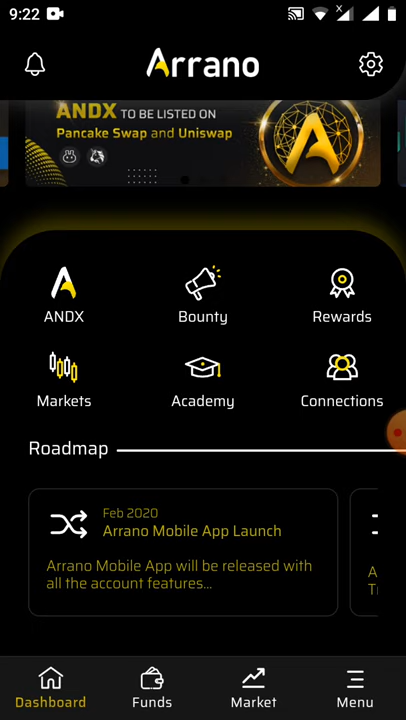 9:22
Arrano
ANDX TO BE LISTED ON
Pancake Swap and Uniswap
ANDX
Bounty
Rewards
Markets
Academy
Connections
Roadmap
Feb 2020
Arrano Mobile App Launch
Arrano Mobile App will be released with
all the account features...
Dashboard
Funds
Market
Menu